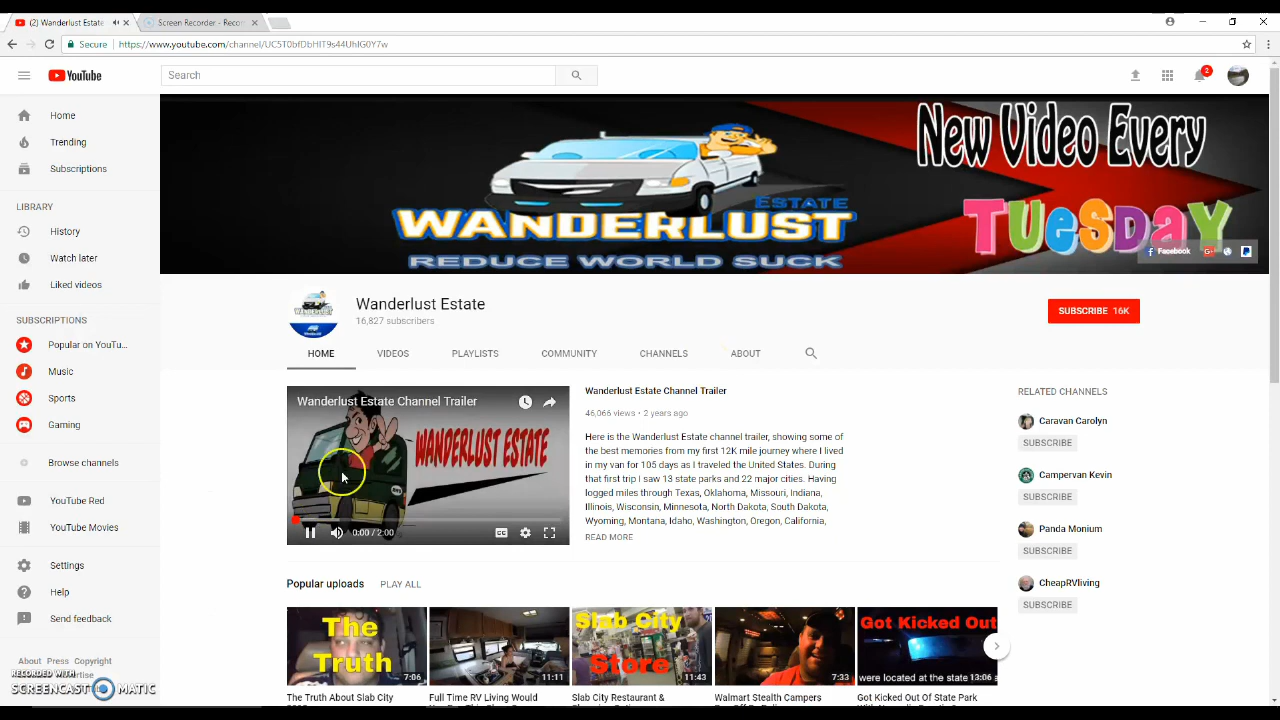 (2) Wanderlust Estate
Screen Recorder - Recor
Secure
https://www.youtube.com/channel/UC5T0bfDbHIT9s44UhIG0Y7w
YouTube
Search
2
Home
Trending
Subscriptions
LIBRARY
History
Watch later
Liked videos
SUBSCRIPTIONS
Popular on YouTu...
Music
Sports
Gaming
Browse channels
YouTube Red
YouTube Movies
Settings
Help
Send feedback
About Press Copyright
RECORDED WITH
SCREENCAST MATIC
New Video Every
TUESDAY
ESTATE
WANDERLUST
REDUCE WORLD SUCK
Facebook
Wanderlust Estate
16,827 subscribers
SUBSCRIBE 16K
HOME
VIDEOS
PLAYLISTS
COMMUNITY
CHANNELS
ABOUT
Wanderlust Estate Channel Trailer
WANDERLUST ESTATE
0:00 / 2:00
Wanderlust Estate Channel Trailer
46,066 views • 2 years ago
Here is the Wanderlust Estate channel trailer, showing some of
the best memories from my first 12K mile journey where I lived
in my van for 105 days as I traveled the United States. During
that first trip I saw 13 state parks and 22 major cities. Having
logged miles through Texas, Oklahoma, Missouri, Indiana,
Illinois, Wisconsin, Minnesota, North Dakota, South Dakota,
Wyoming, Montana, Idaho, Washington, Oregon, California,
READ MORE
RELATED CHANNELS
Caravan Carolyn
SUBSCRIBE
Campervan Kevin
SUBSCRIBE
Panda Monium
SUBSCRIBE
CheapRVliving
SUBSCRIBE
Popular uploads
PLAY ALL
The
Truth
7:06
11:11
Slab City
Store
11:43
7:33
Got Kicked Out
were located at the state
13:06
The Truth About Slab City
Full Time RV Living Would
Slab City Restaurant &
Walmart Stealth Campers
Got Kicked Out Of State Park